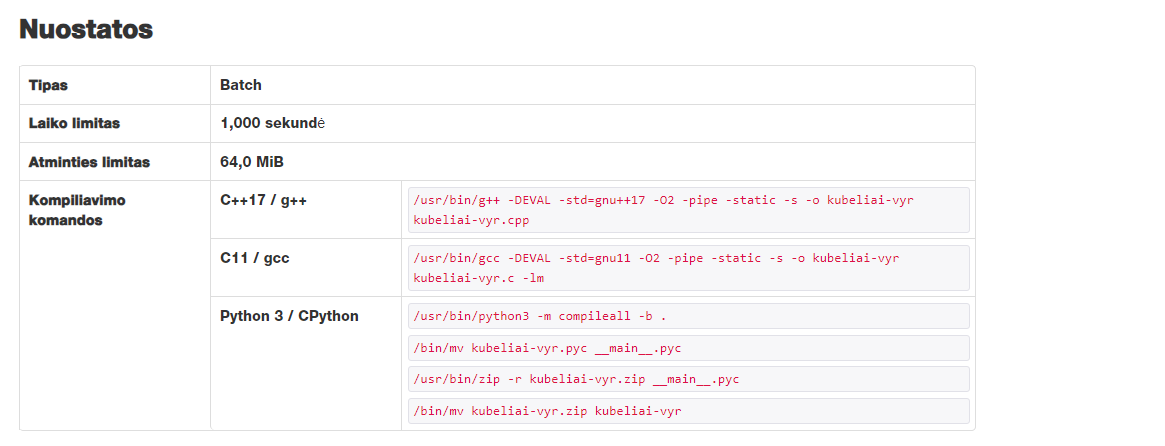 Nuostatos
Tipas Batch
Laiko limitas 1,000 sekundė
Atminties limitas 64,0 MiB
Kompiliavimo komandos
C++17 / g++
/usr/bin/g++ -DEVAL -std=gnu++17 -O2 -pipe -static -s -o kubeliai-vyr
kubeliai-vyr.cpp
C11 / gcc
/usr/bin/gcc -DEVAL -std=gnu11 -O2 -pipe -static -s -o kubeliai-vyr
kubeliai-vyr.c -lm
Python 3 / CPython
/usr/bin/python3 -m compileall -b .
/bin/mv kubeliai-vyr.pyc __main__.pyc
/usr/bin/zip -r kubeliai-vyr.zip __main__.pyc
/bin/mv kubeliai-vyr.zip kubeliai-vyr